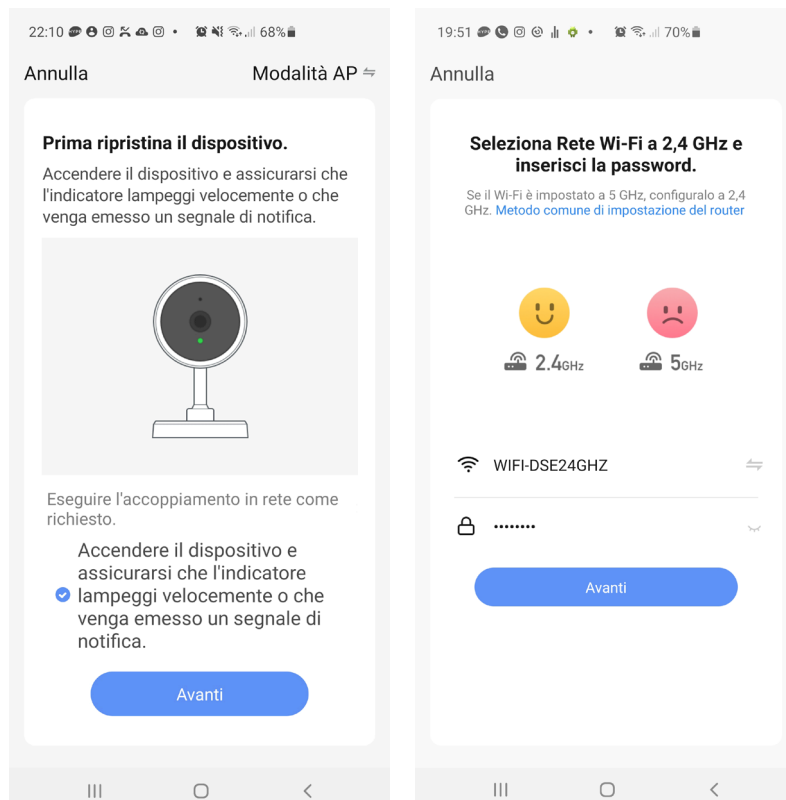 22:10
68%
Annulla
Modalità AP
Prima ripristina il dispositivo.
Accendere il dispositivo e assicurarsi che
l'indicatore lampeggi velocemente o che
venga emesso un segnale di notifica.
Eseguire l'accoppiamento in rete come
richiesto.
Accendere il dispositivo e
assicurarsi che l'indicatore
lampeggi velocemente o che
venga emesso un segnale di
notifica.
Avanti
19:51
70%
Annulla
Seleziona Rete Wi-Fi a 2,4 GHz e
inserisci la password.
Se il Wi-Fi è impostato a 5 GHz, configuralo a 2,4
GHz. Metodo comune di impostazione del router
2.4GHz
5GHz
WIFI-DSE24GHZ
••••••••
Avanti